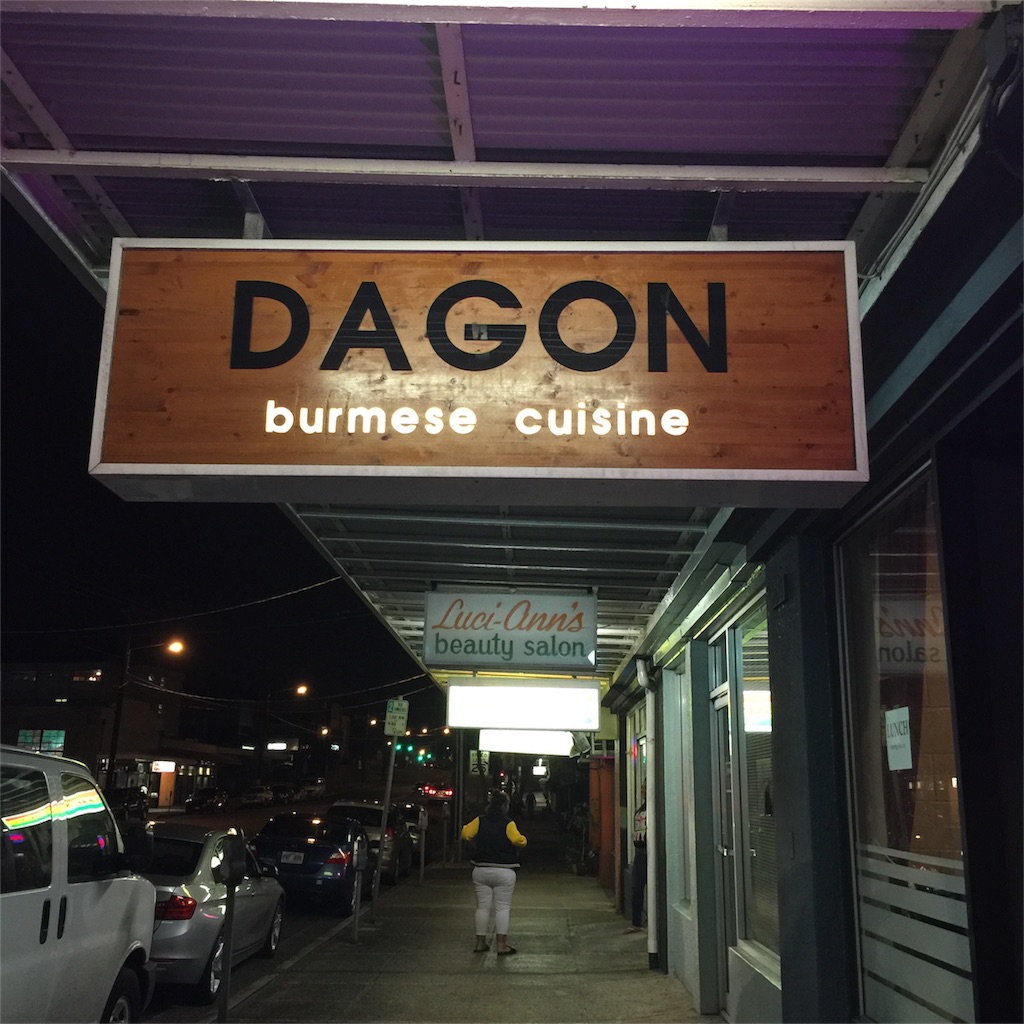 DAGON
burmese cuisine
Luci-Ann's
beauty salon
LUNCH